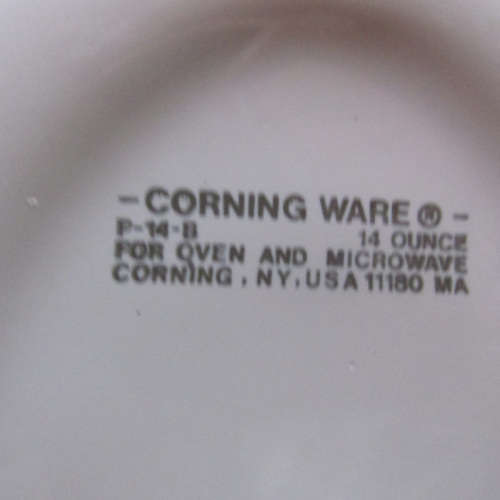 - CORNING WARE ® -
P-14-B 14 OUNCE
FOR OVEN AND MICROWAVE
CORNING, NY, USA 11180 MA